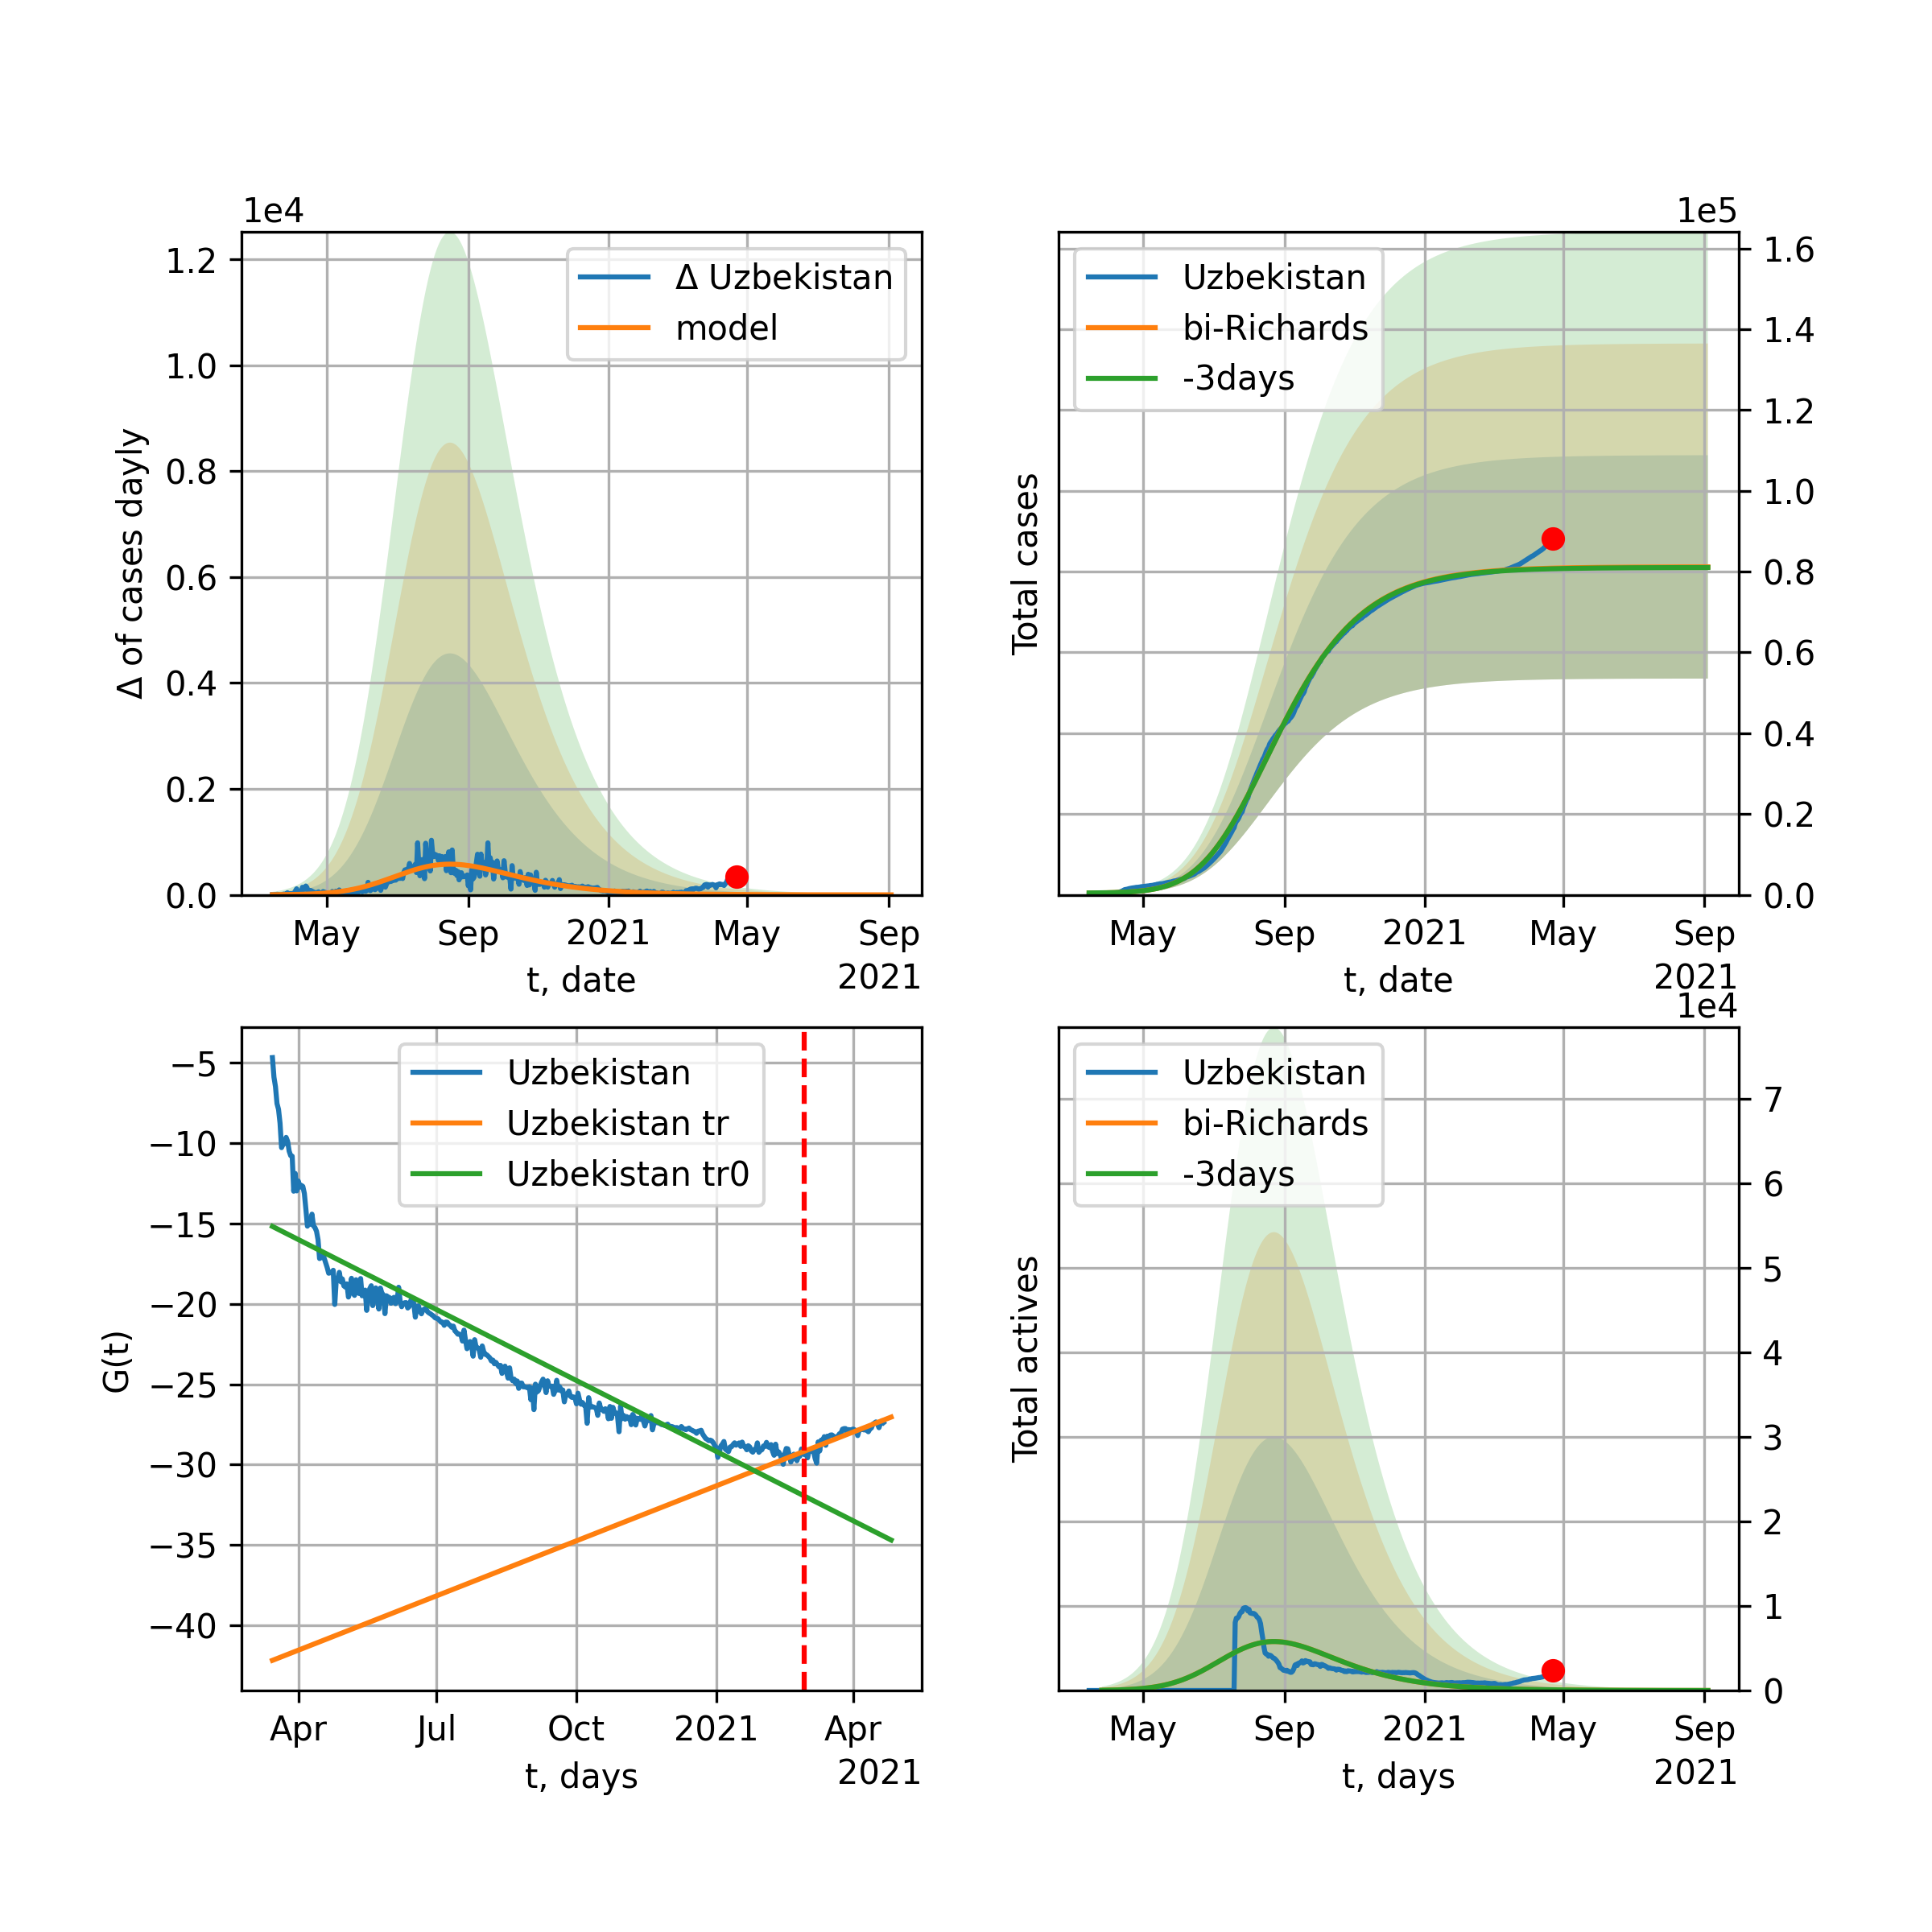 1e4
1.2
1.0
0.8
0.6
0.4
0.2
0.0
Δ of cases dayly
Δ Uzbekistan
model
May Sep 2021 May Sep
t, date
2021
1e5
Uzbekistan
bi-Richards
-3days
Total cases
1.6
1.4
1.2
1.0
0.8
0.6
0.4
0.2
0.0
May Sep 2021 May Sep
t, date
2021
−5
−10
−15
−20
−25
−30
−35
−40
G(t)
Uzbekistan
Uzbekistan tr
Uzbekistan tr0
Apr Jul Oct 2021 Apr
t, days
2021
1e4
Uzbekistan
bi-Richards
-3days
Total actives
7
6
5
4
3
2
1
0
May Sep 2021 May Sep
t, days
2021